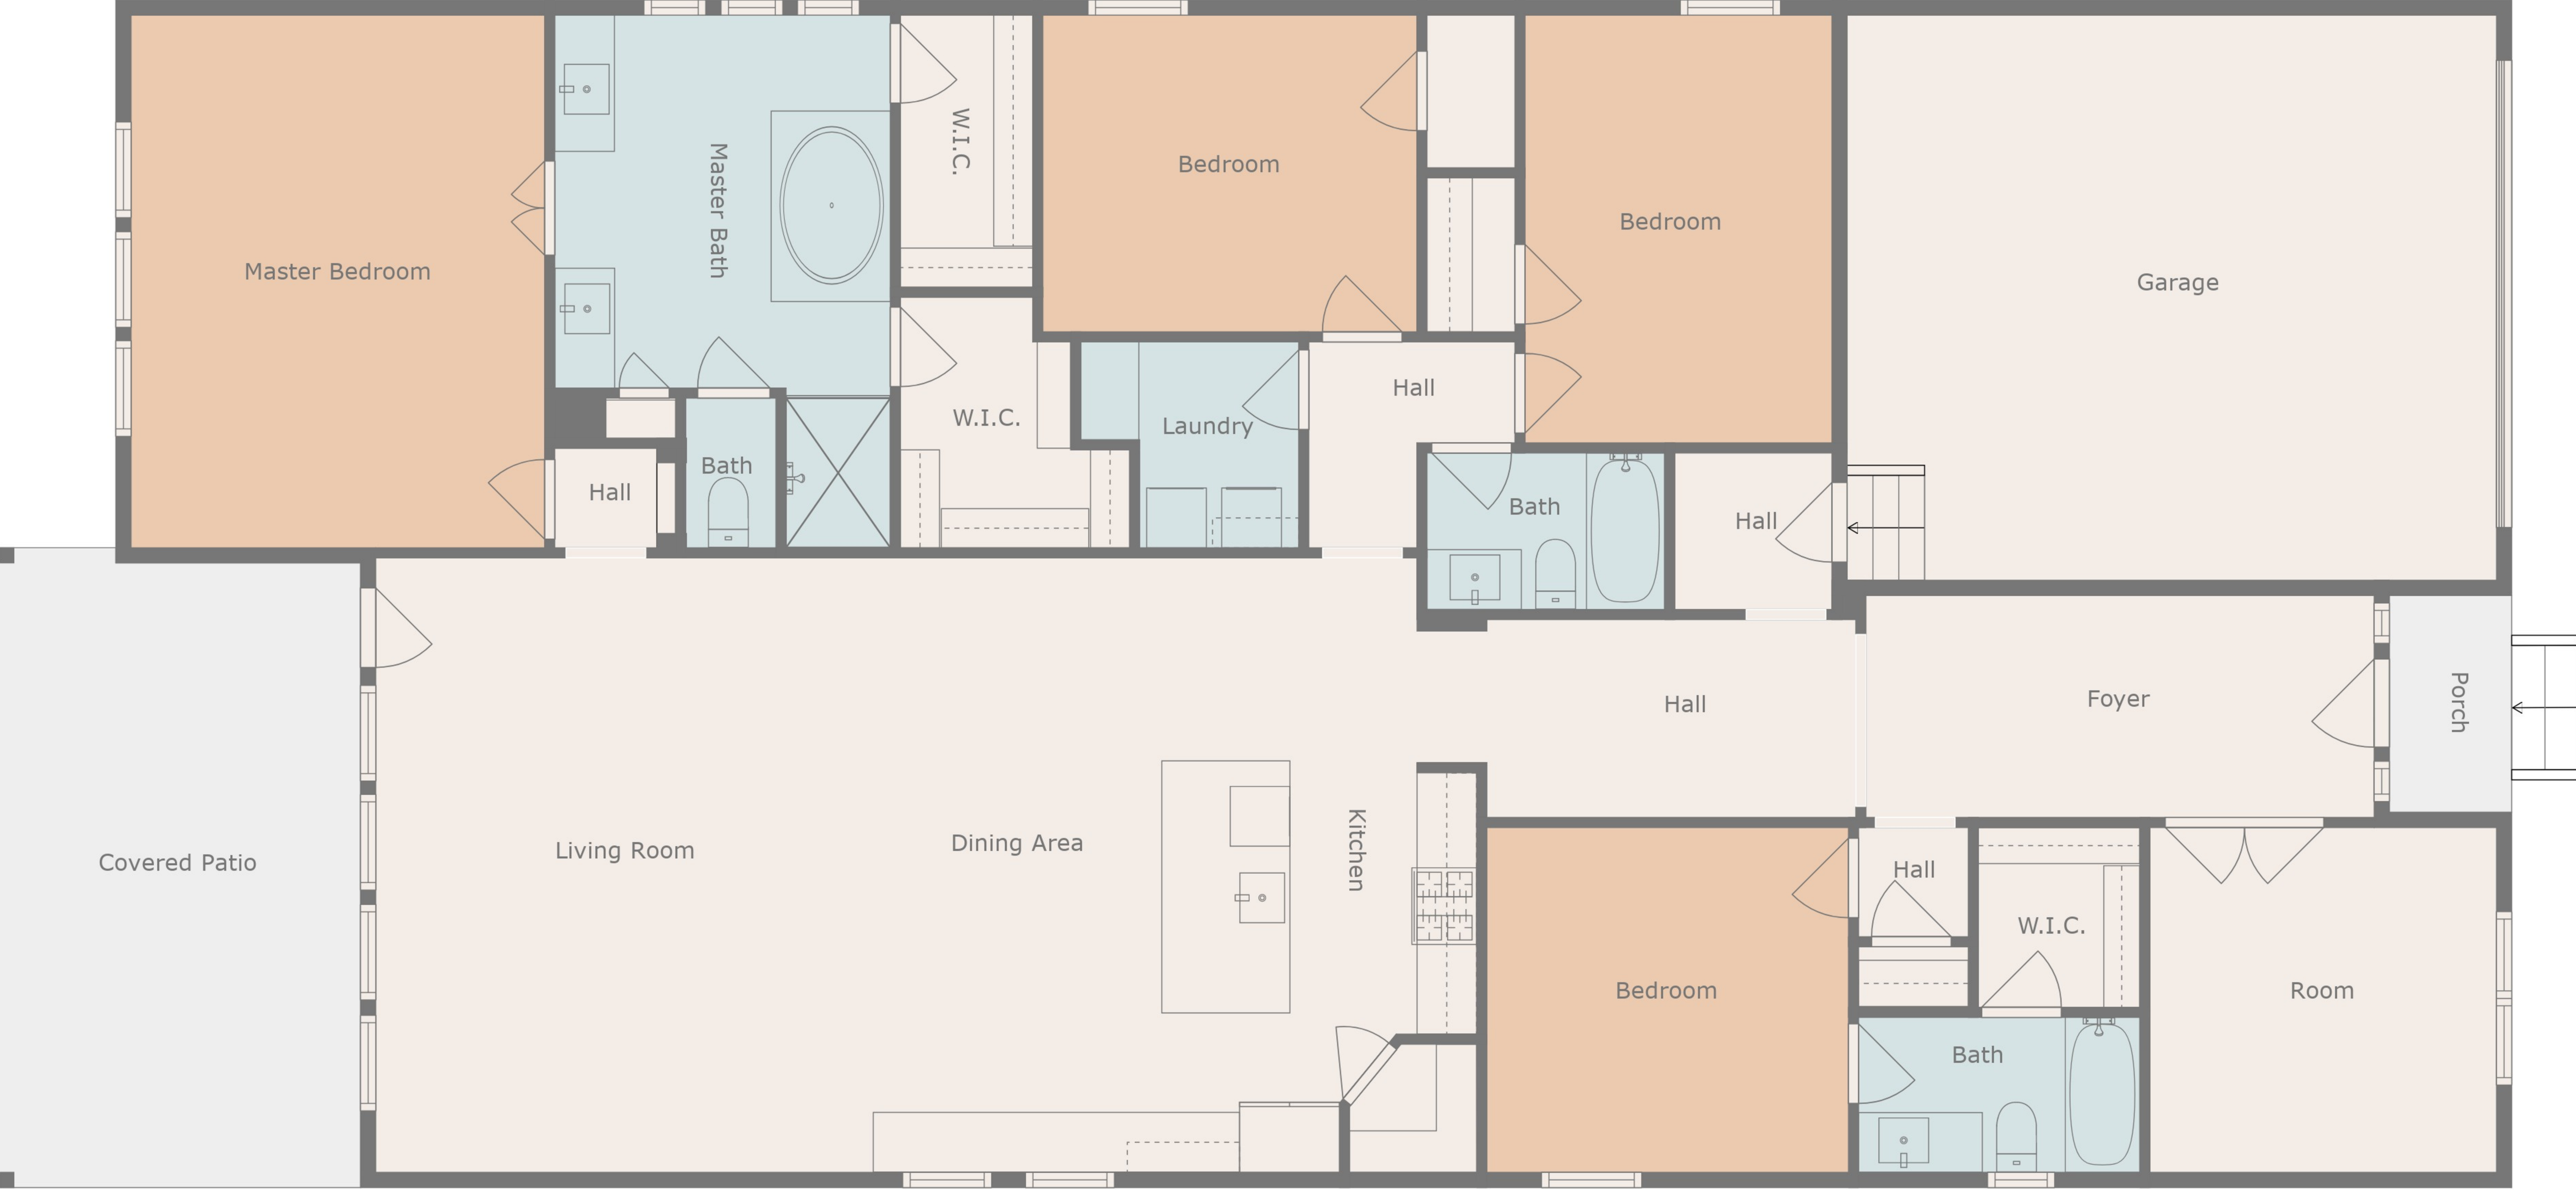 Master Bedroom
Master Bath
W.I.C.
Bedroom
Bedroom
Garage
Hall
Bath
W.I.C.
Laundry
Hall
Bath
Hall
Covered Patio
Living Room
Dining Area
Kitchen
Hall
Foyer
Porch
Bedroom
Hall
W.I.C.
Bath
Room